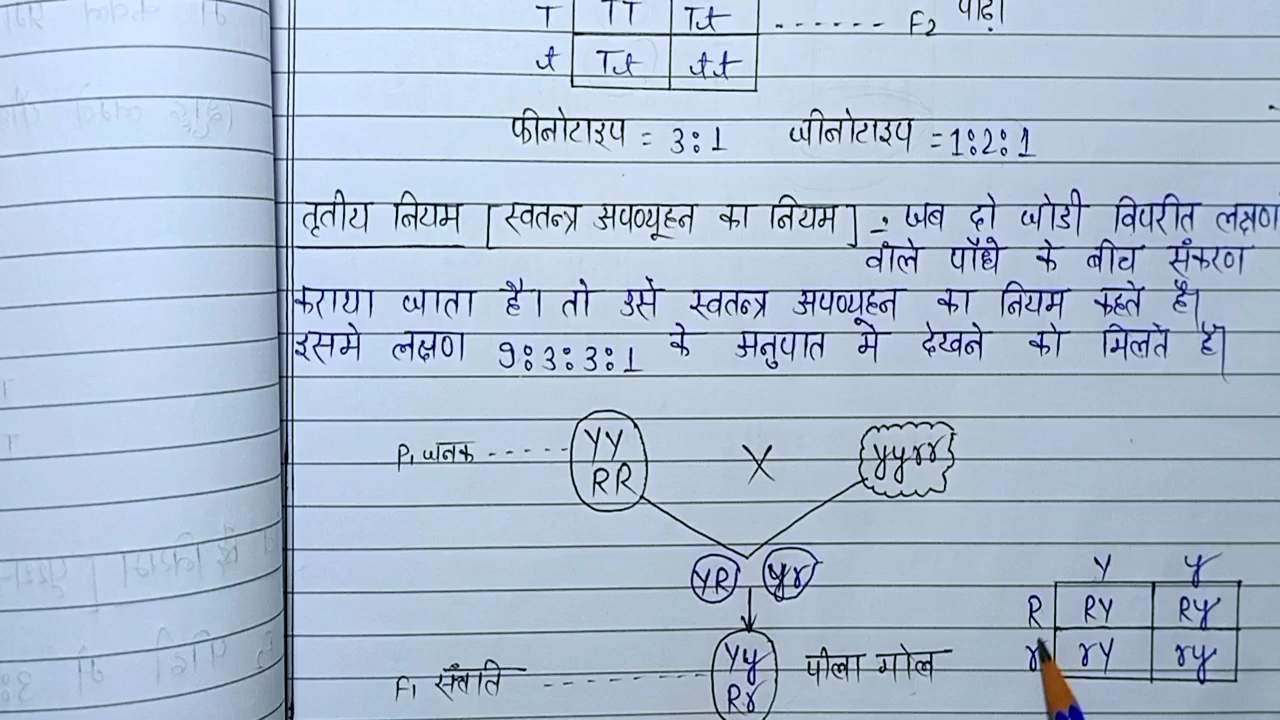 T TT Tt ------ F2 पीढ़ी
t Tt tt
फीनोटाइप = 3:1 जीनोटाइप = 1:2:1
तृतीय नियम [स्वतन्त्र अपव्यूहन का नियम] :- जब दो जोडी विपरीत लक्षण
वाले पौधे के बीच संकरण
कराया जाता है। तो उसे स्वतन्त्र अपव्यूहन का नियम कहते है।
इसमे लक्षण 9:3:3:1 के अनुपात मे देखने को मिलते है।
P1 जनक ----- YY X yyrr
RR
YR yr
Y y
R RY Ry
r rY ry
F1 संतति -------- Yy पीला गोल
Rr